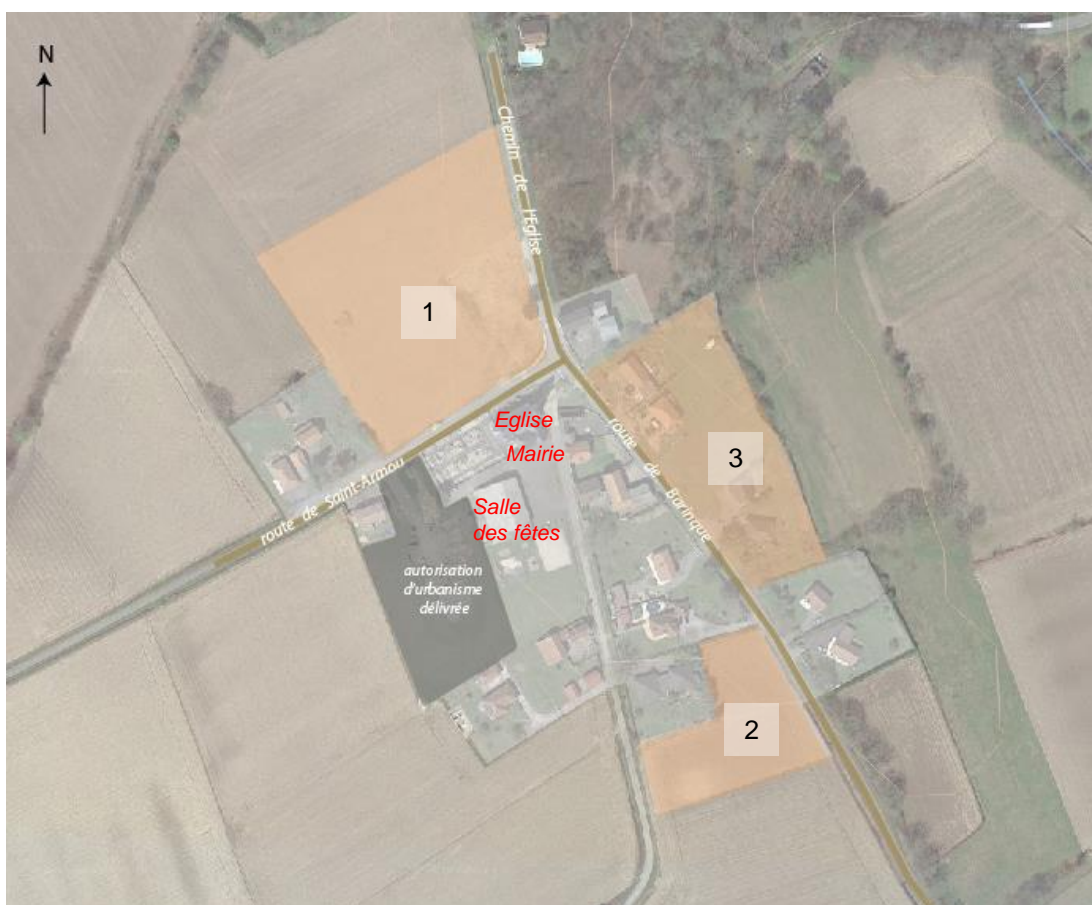 N
Chemin de l'Eglise
1
Eglise
Mairie
route de Buringue
3
Salle
des fêtes
route de Saint-Armou
autorisation
d'urbanisme
délivrée
2